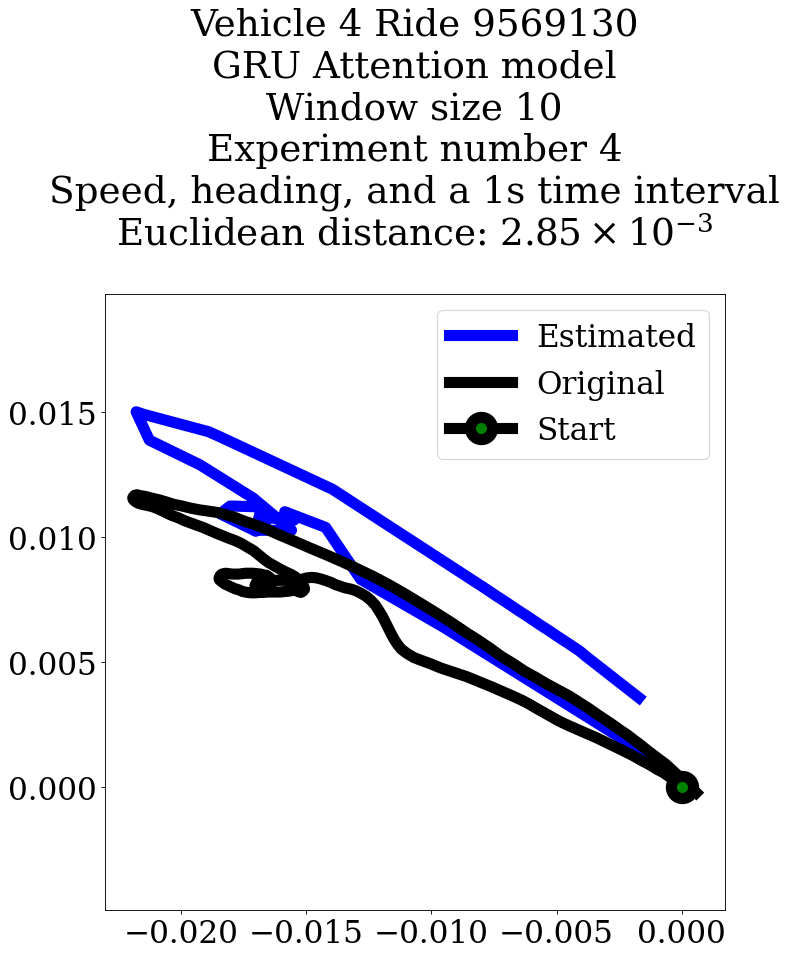 Vehicle 4 Ride 9569130
GRU Attention model
Window size 10
Experiment number 4
Speed, heading, and a 1s time interval
Euclidean distance: 2.85 × 10⁻³
Estimated
Original
Start
0.015
0.010
0.005
0.000
−0.020 −0.015 −0.010 −0.005 0.000